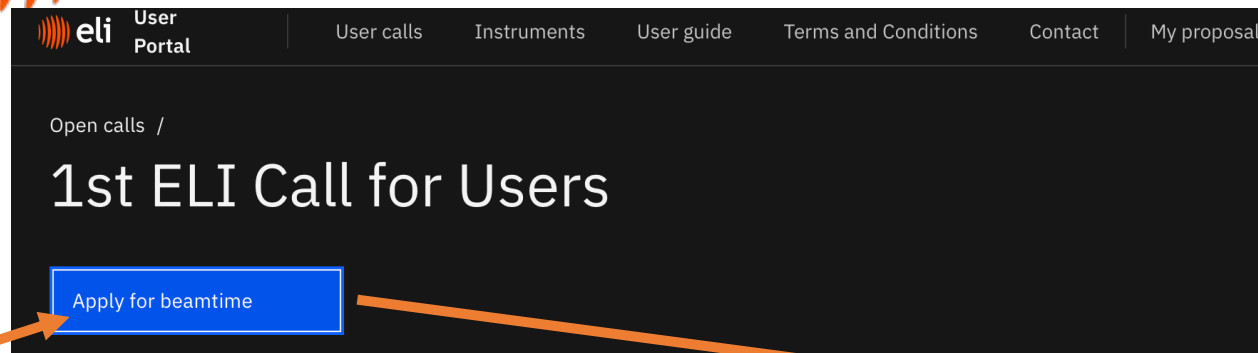 eli User Portal User calls Instruments User guide Terms and Conditions Contact My proposal
Open calls /
1st ELI Call for Users
Apply for beamtime